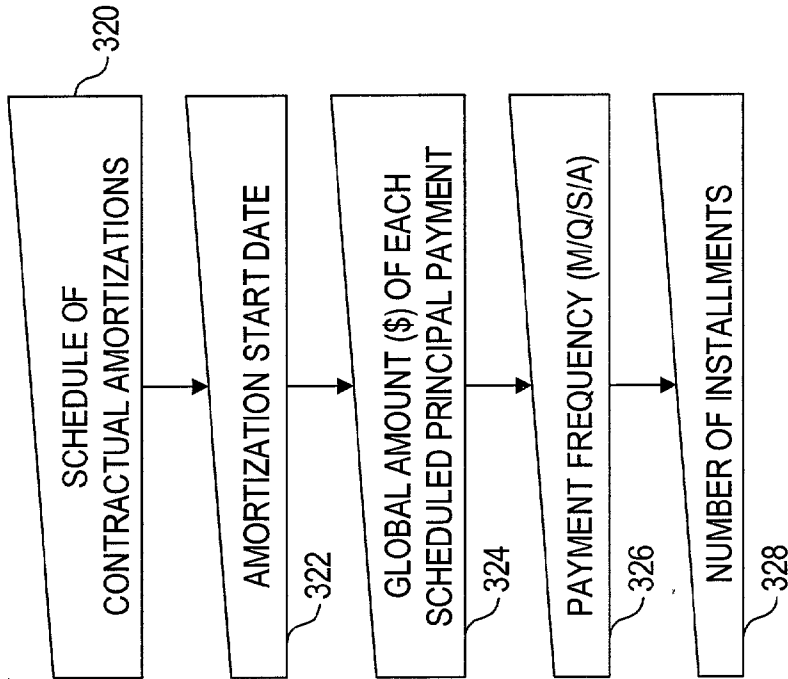 SCHEDULE OF
CONTRACTUAL AMORTIZATIONS
320
AMORTIZATION START DATE
322
GLOBAL AMOUNT ($) OF EACH
SCHEDULED PRINCIPAL PAYMENT
324
PAYMENT FREQUENCY (M/Q/S/A)
326
NUMBER OF INSTALLMENTS
328